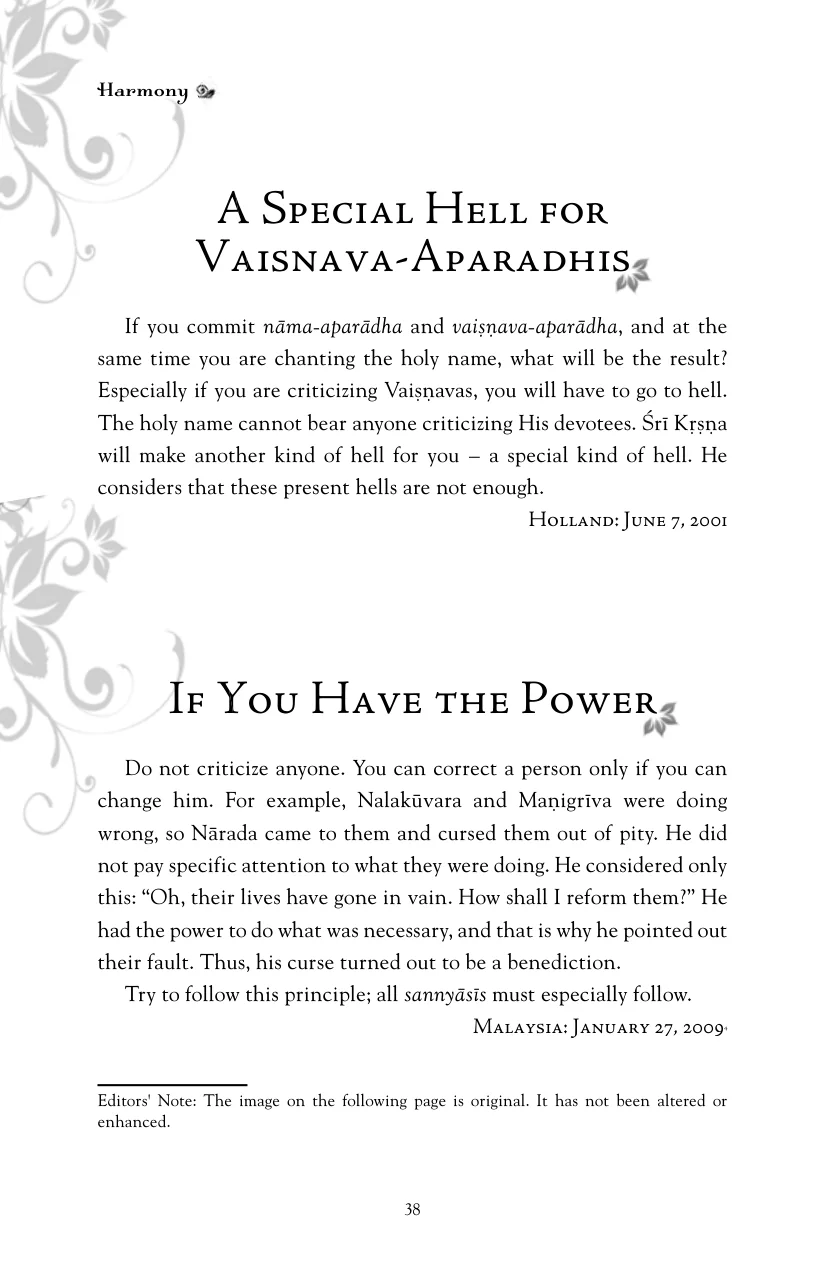 Harmony
A Special Hell for
Vaisnava-Aparadhis
If you commit nāma-aparādha and vaiṣṇava-aparādha, and at the
same time you are chanting the holy name, what will be the result?
Especially if you are criticizing Vaiṣṇavas, you will have to go to hell.
The holy name cannot bear anyone criticizing His devotees. Śrī Kṛṣṇa
will make another kind of hell for you – a special kind of hell. He
considers that these present hells are not enough.
Holland: June 7, 2001
If You Have the Power
Do not criticize anyone. You can correct a person only if you can
change him. For example, Nalakūvara and Maṇigrīva were doing
wrong, so Nārada came to them and cursed them out of pity. He did
not pay specific attention to what they were doing. He considered only
this: “Oh, their lives have gone in vain. How shall I reform them?” He
had the power to do what was necessary, and that is why he pointed out
their fault. Thus, his curse turned out to be a benediction.
Try to follow this principle; all sannyāsīs must especially follow.
Malaysia: January 27, 2009
Editors' Note: The image on the following page is original. It has not been altered or
enhanced.
38